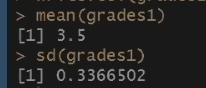 > mean(grades1)
[1] 3.5
> sd(grades1)
[1] 0.3366502